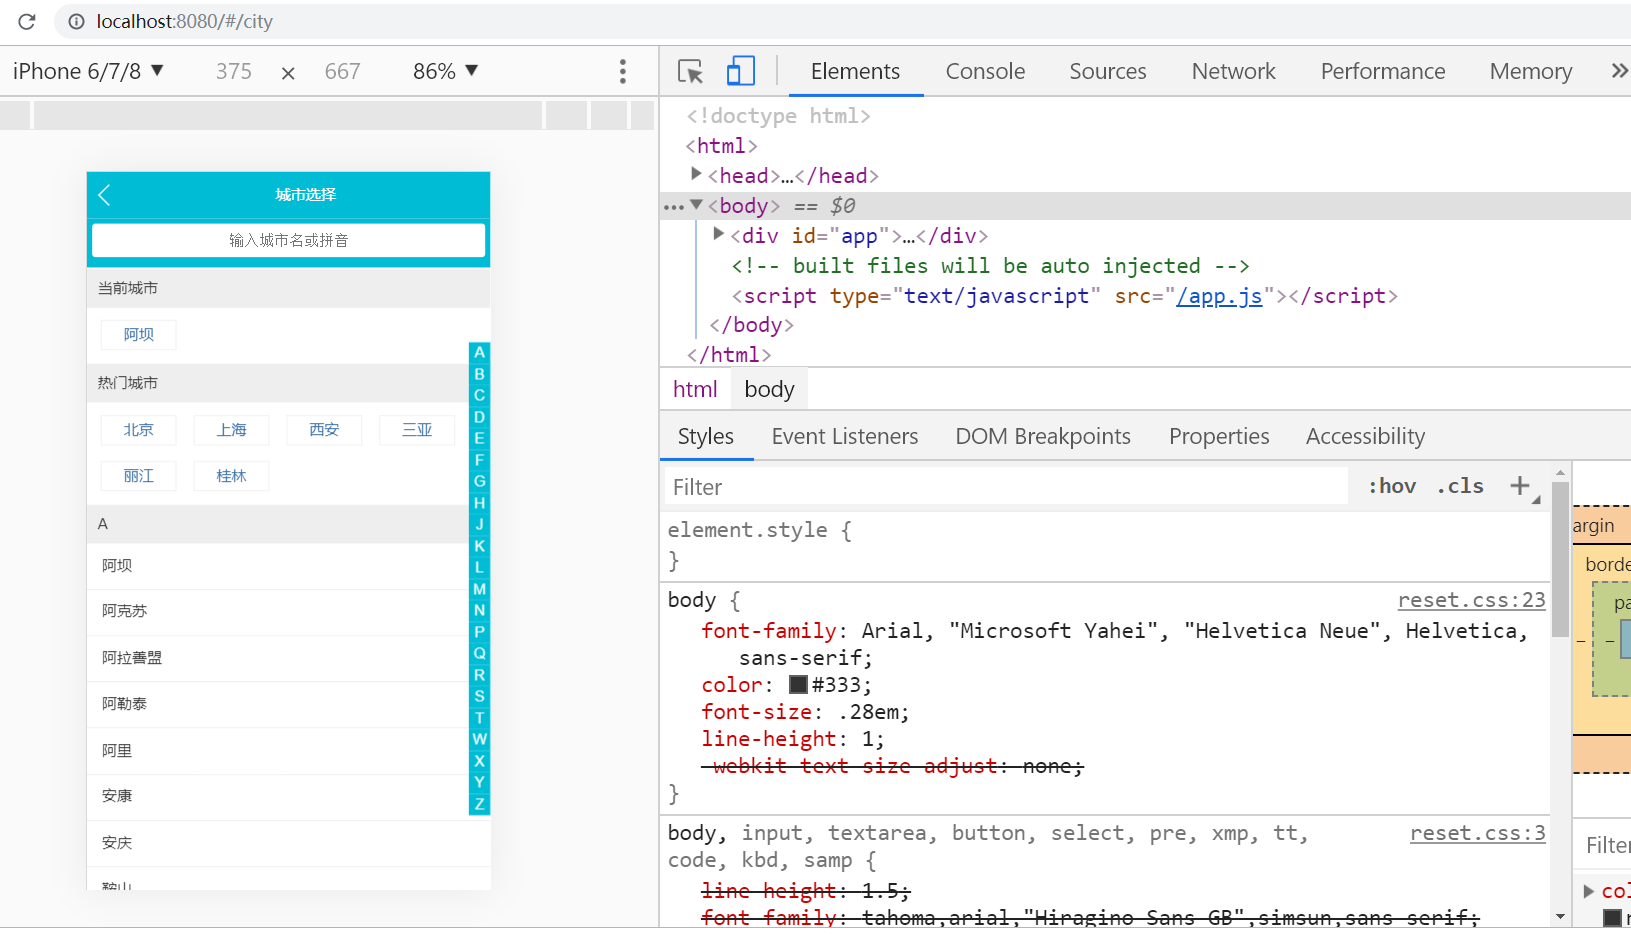 localhost:8080/#/city
iPhone 6/7/8 ▼ 375 × 667 86% ▼
Elements Console Sources Network Performance Memory »
<!doctype html>
<html>
<head>…</head>
<body> == $0
<div id="app">…</div>
<!-- built files will be auto injected -->
<script type="text/javascript" src="/app.js"></script>
</body>
</html>
html body
Styles Event Listeners DOM Breakpoints Properties Accessibility
Filter :hov .cls +
element.style {
}
body { reset.css:23
font-family: Arial, "Microsoft Yahei", "Helvetica Neue", Helvetica,
sans-serif;
color: #333;
font-size: .28em;
line-height: 1;
-webkit-text-size-adjust: none;
}
body, input, textarea, button, select, pre, xmp, tt, reset.css:3
code, kbd, samp {
line-height: 1.5;
font-family: tahoma,arial,"Hiragino Sans GB",simsun,sans-serif;
argin
borde
pa
Filter
col
城市选择
输入城市名或拼音
当前城市
阿坝
热门城市
北京 上海 西安 三亚
丽江 桂林
A
阿坝
阿克苏
阿拉善盟
阿勒泰
阿里
安康
安庆
鞍山
A
B
C
D
E
F
G
H
J
K
L
M
N
P
Q
R
S
T
W
X
Y
Z